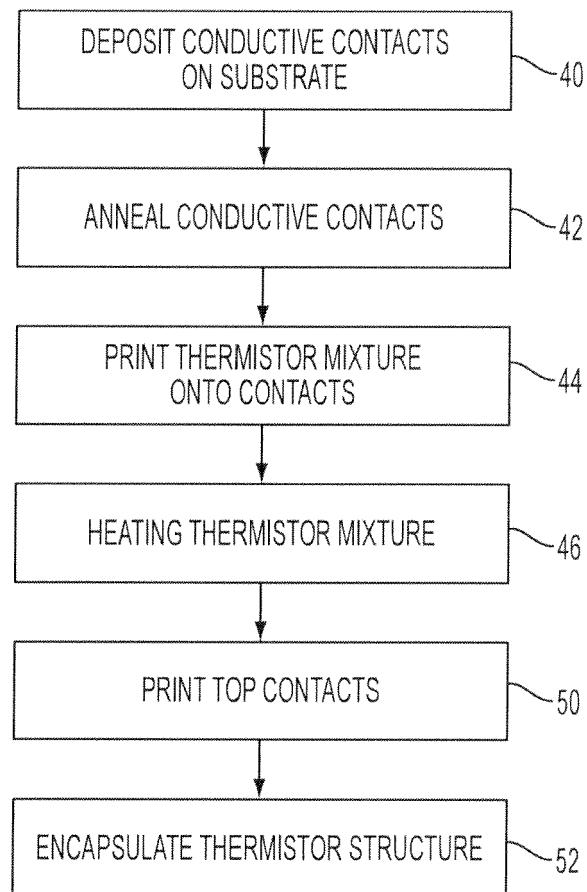 DEPOSIT CONDUCTIVE CONTACTS
ON SUBSTRATE
40
ANNEAL CONDUCTIVE CONTACTS
42
PRINT THERMISTOR MIXTURE
ONTO CONTACTS
44
HEATING THERMISTOR MIXTURE
46
PRINT TOP CONTACTS
50
ENCAPSULATE THERMISTOR STRUCTURE
52